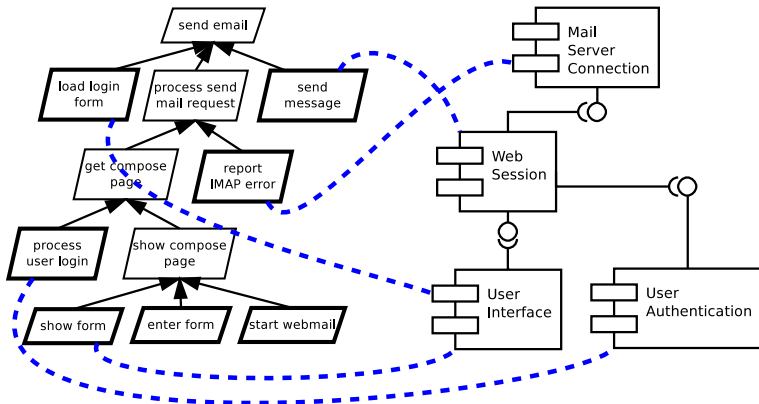 send email
load login
form
process send
mail request
send
message
get compose
page
report
IMAP error
process
user login
show compose
page
show form
enter form
start webmail
Mail
Server
Connection
Web
Session
User
Interface
User
Authentication